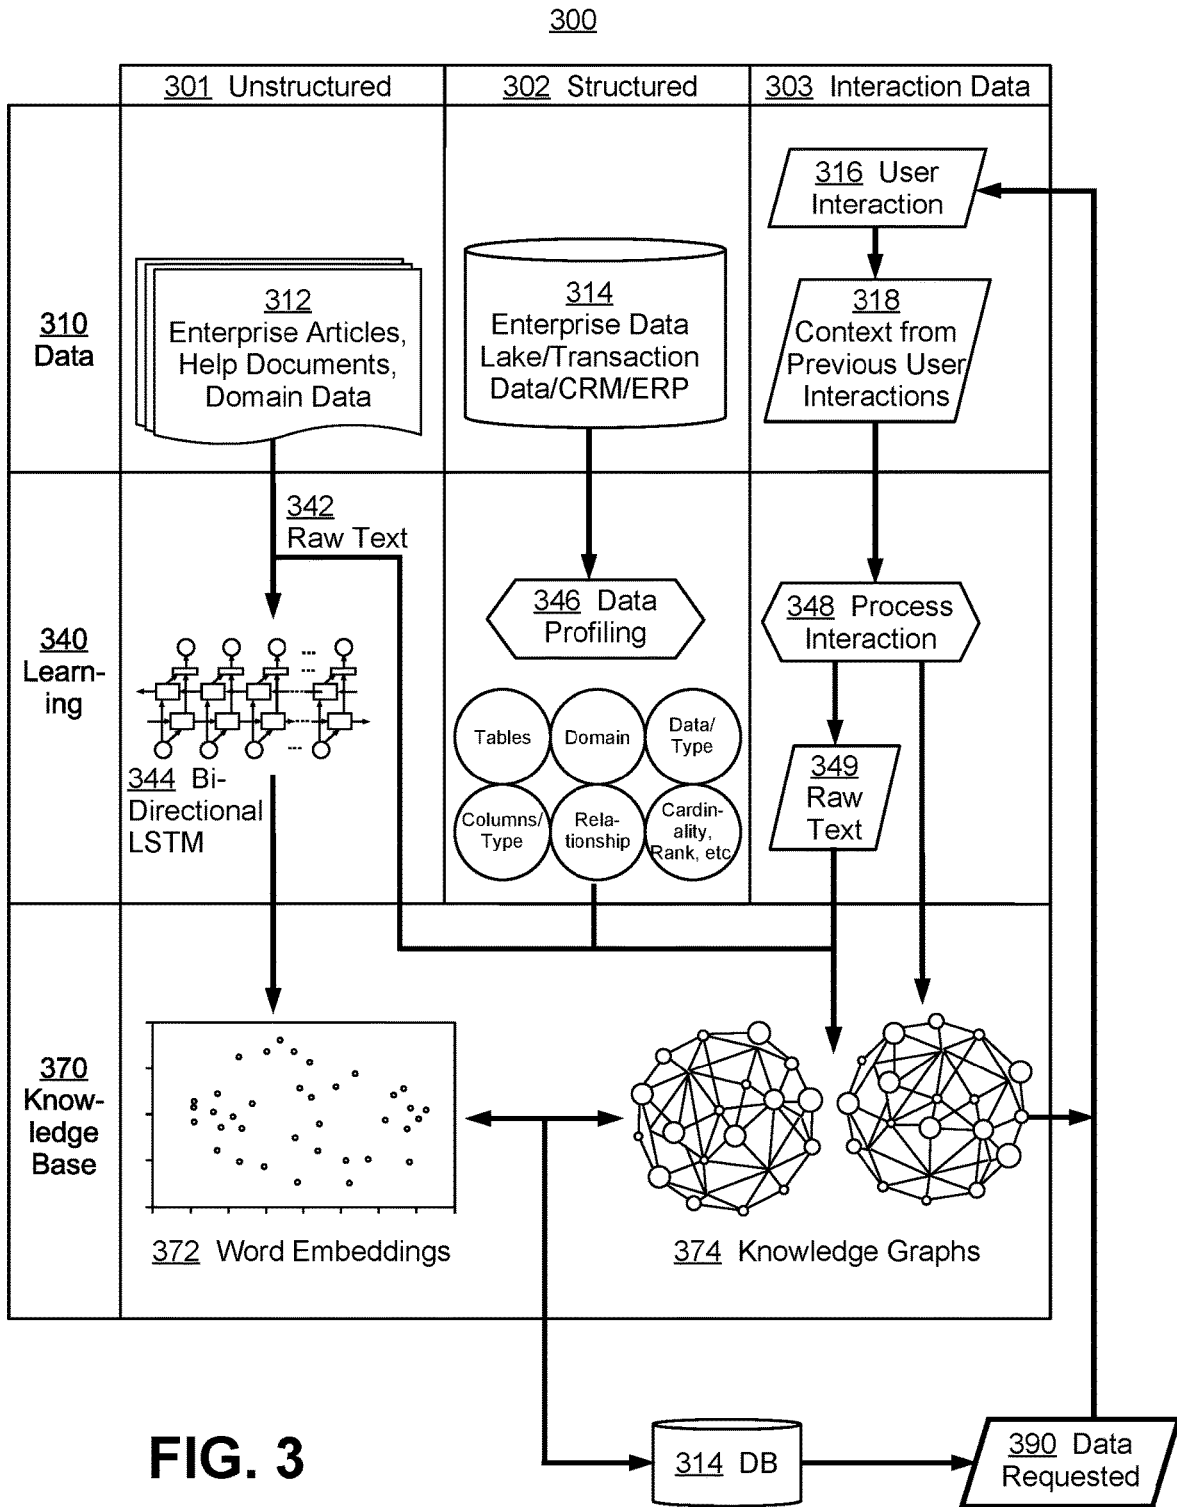 300
301 Unstructured
302 Structured
303 Interaction Data
310
Data
312
Enterprise Articles,
Help Documents,
Domain Data
314
Enterprise Data
Lake/Transaction
Data/CRM/ERP
316 User
Interaction
318
Context from
Previous User
Interactions
340
Learn-
ing
342
Raw Text
344 Bi-
Directional
LSTM
346 Data
Profiling
Tables
Domain
Data/
Type
Columns/
Type
Rela-
tionship
Cardin-
ality,
Rank, etc
348 Process
Interaction
349
Raw
Text
370
Know-
ledge
Base
372 Word Embeddings
374 Knowledge Graphs
FIG. 3
314 DB
390 Data
Requested